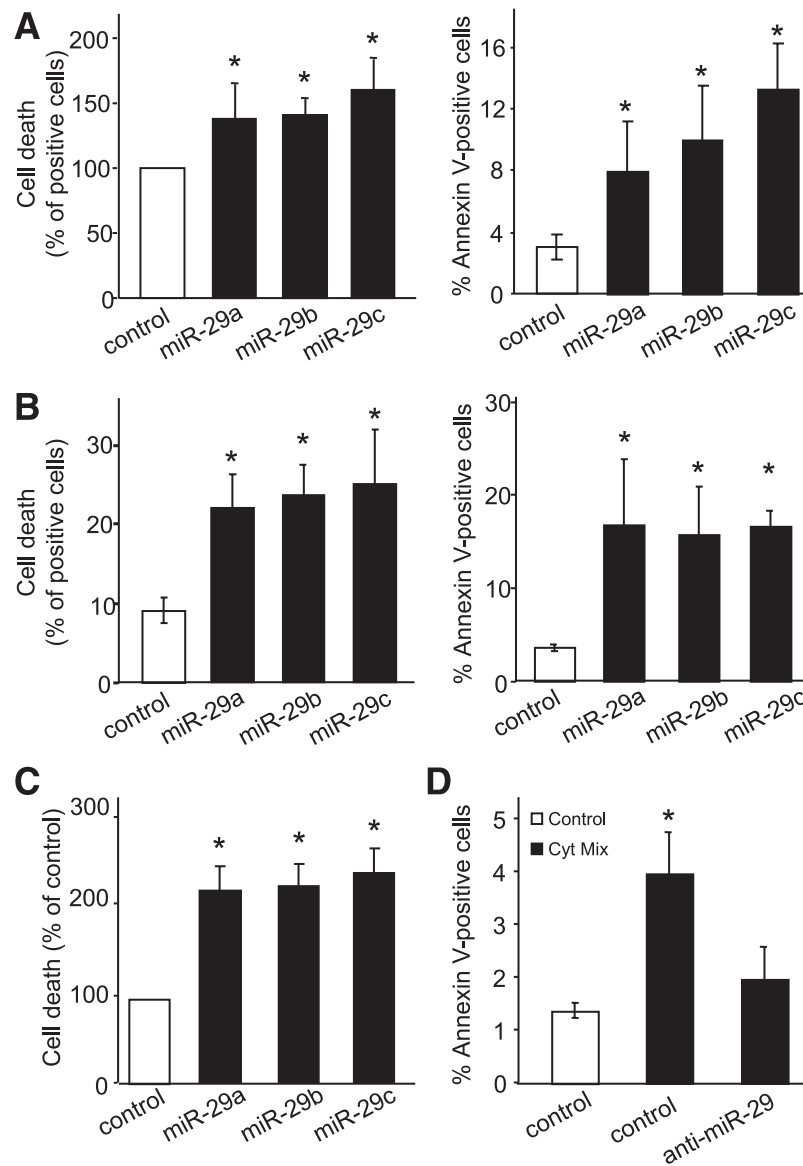 A
Cell death
(% of positive cells)
200
150
100
50
0
*
*
*
control
miR-29a
miR-29b
miR-29c
% Annexin V-positive cells
16
12
8
4
0
*
*
*
control
miR-29a
miR-29b
miR-29c
B
Cell death
(% of positive cells)
30
20
10
0
*
*
*
control
miR-29a
miR-29b
miR-29c
% Annexin V-positive cells
30
20
10
0
*
*
*
control
miR-29a
miR-29b
miR-29c
C
Cell death (% of control)
300
200
100
0
*
*
*
control
miR-29a
miR-29b
miR-29c
D
% Annexin V-positive cells
5
4
3
2
1
0
Control
Cyt Mix
*
control
control
anti-miR-29